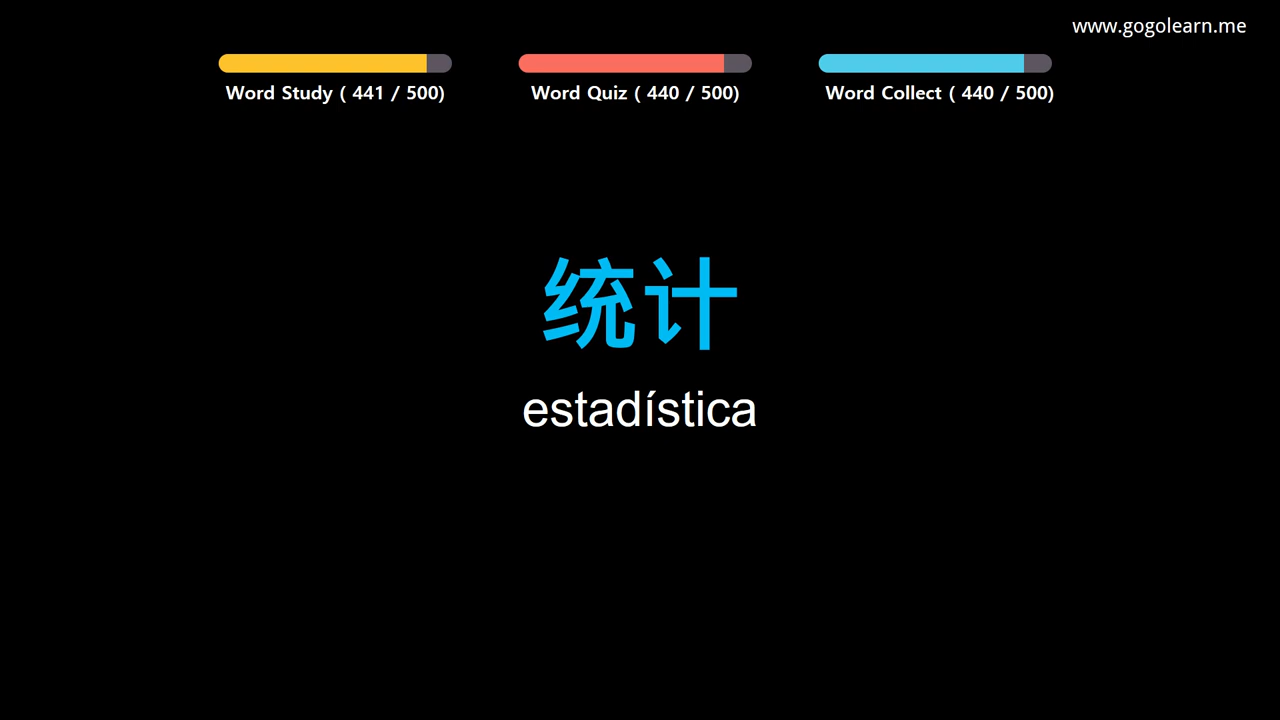 www.gogolearn.me
Word Study ( 441 / 500)
Word Quiz ( 440 / 500)
Word Collect ( 440 / 500)
统计
estadística